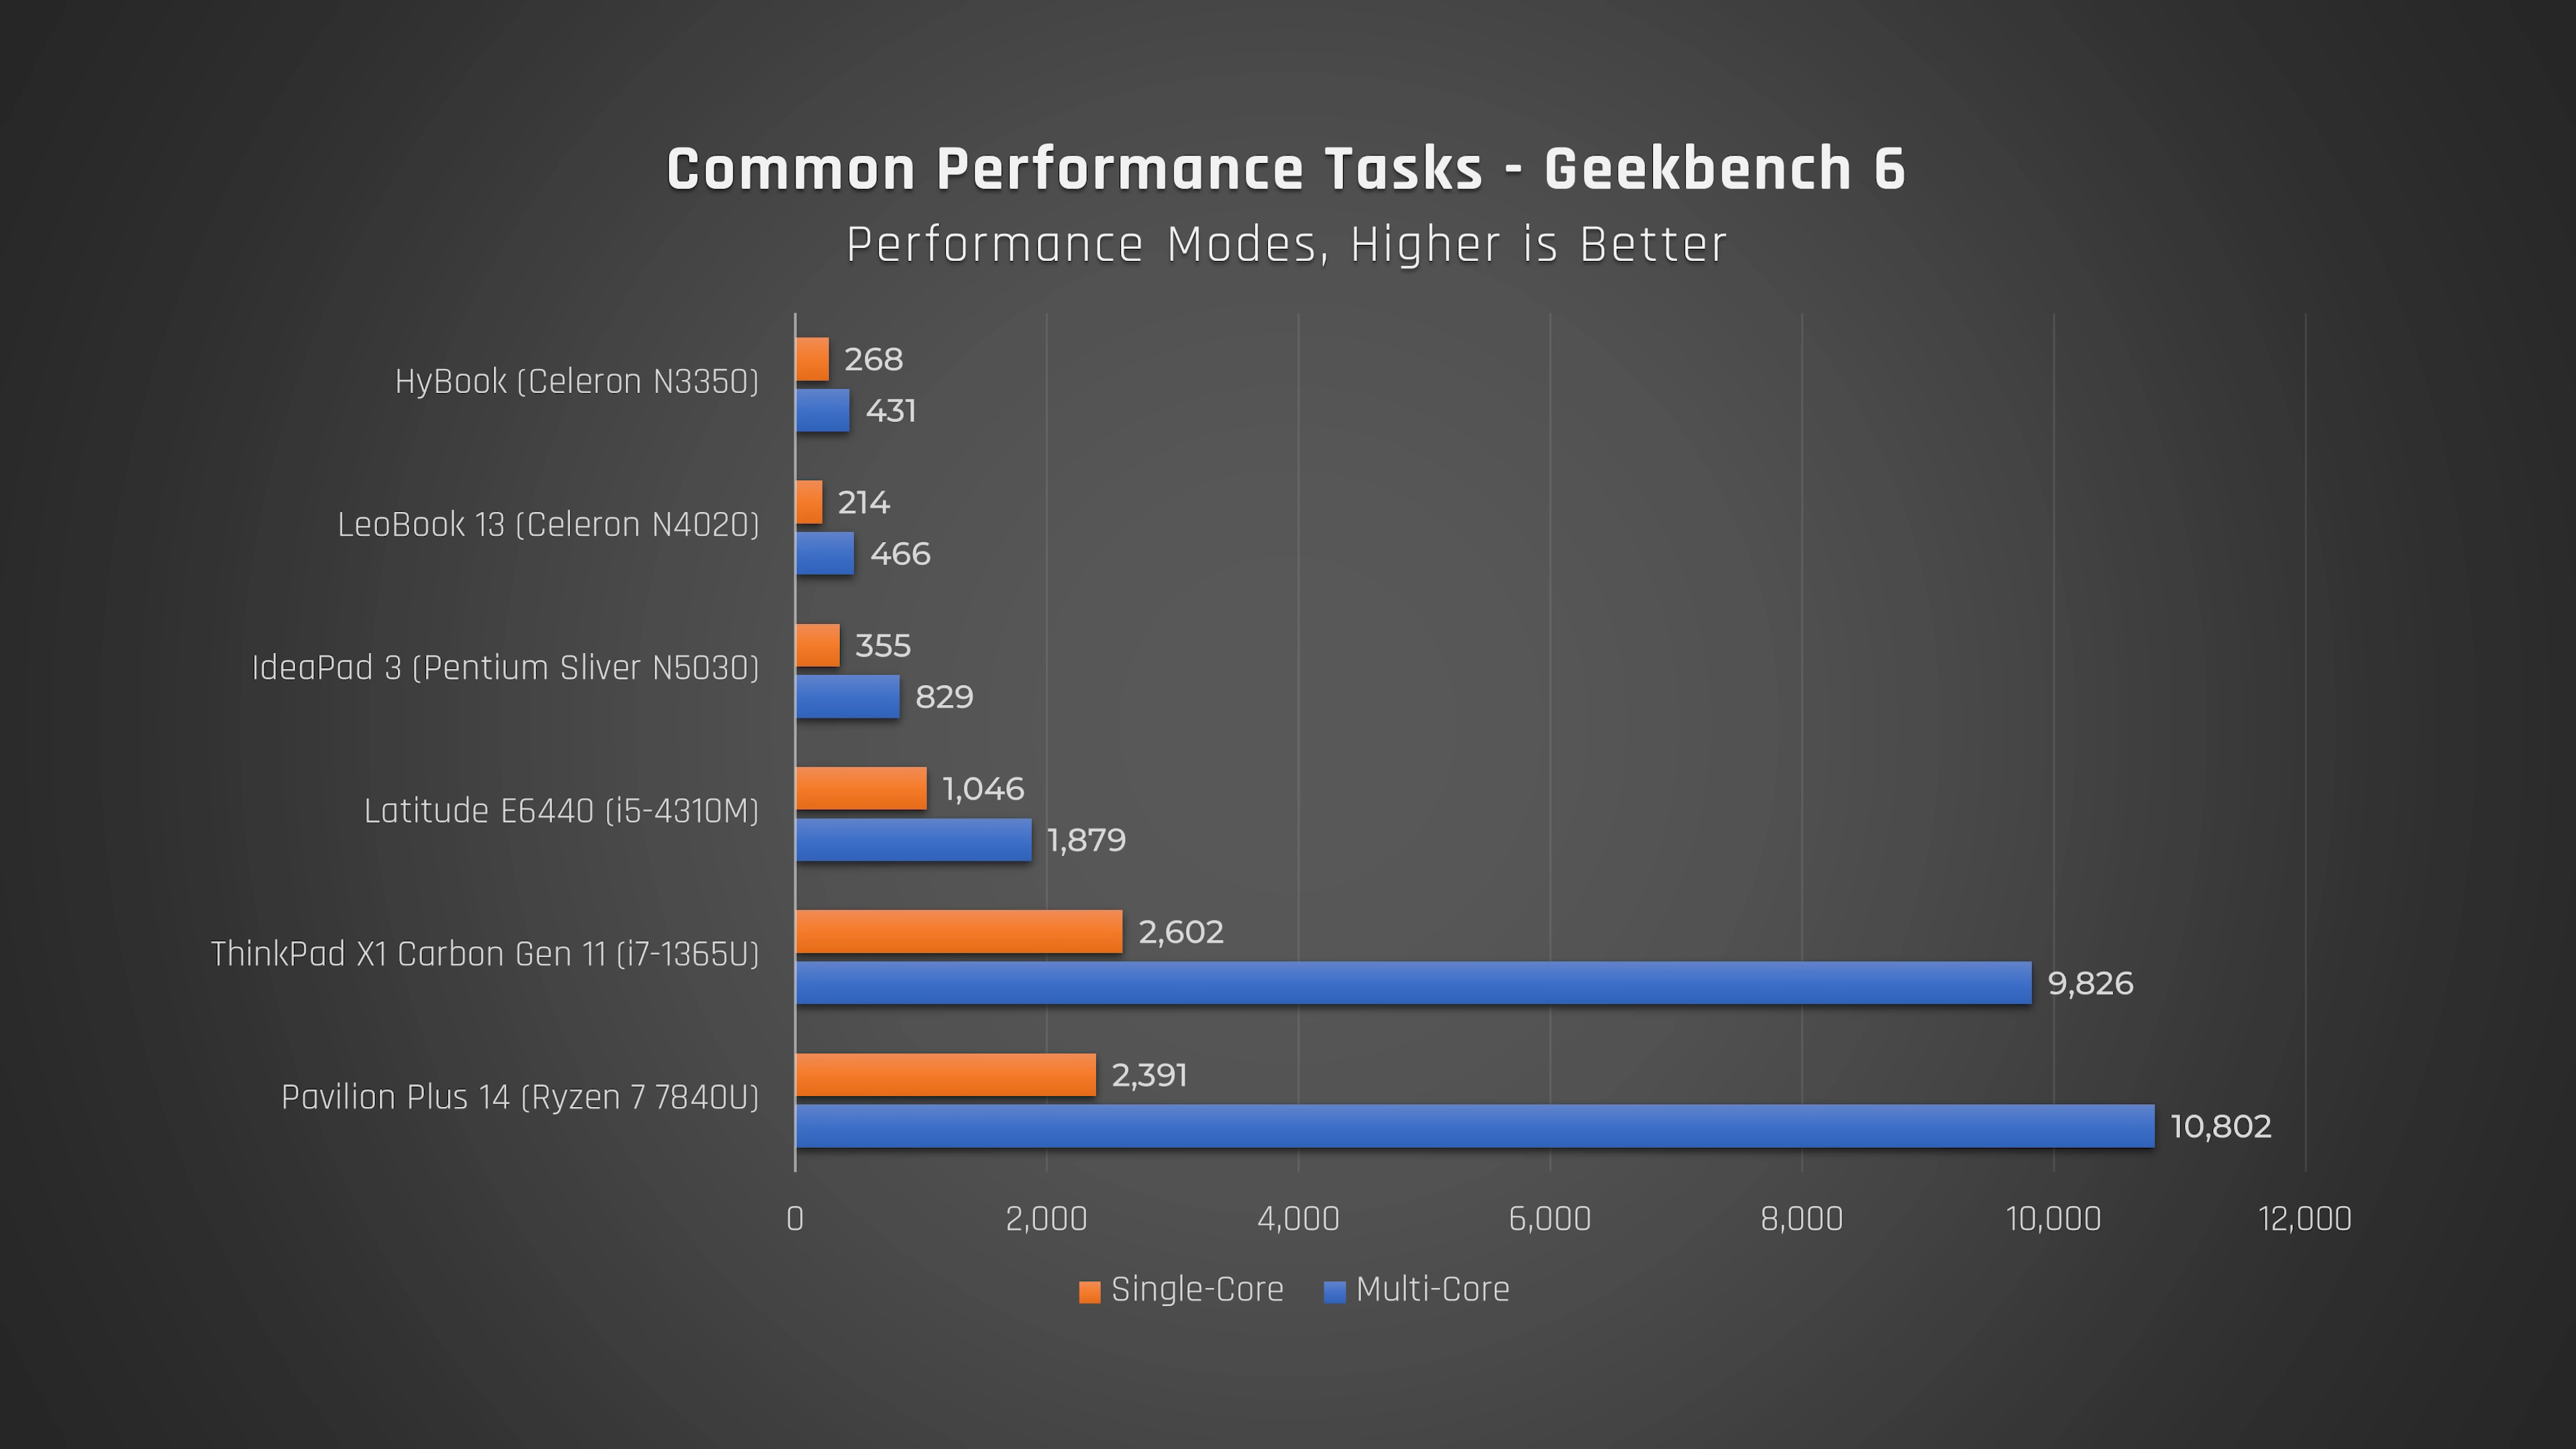 Common Performance Tasks - Geekbench 6
Performance Modes, Higher is Better
HyBook (Celeron N3350)
268
431
LeoBook 13 (Celeron N4020)
214
466
IdeaPad 3 (Pentium Sliver N5030)
355
829
Latitude E6440 (i5-4310M)
1,046
1,879
ThinkPad X1 Carbon Gen 11 (i7-1365U)
2,602
9,826
Pavilion Plus 14 (Ryzen 7 7840U)
2,391
10,802
0 2,000 4,000 6,000 8,000 10,000 12,000
Single-Core Multi-Core